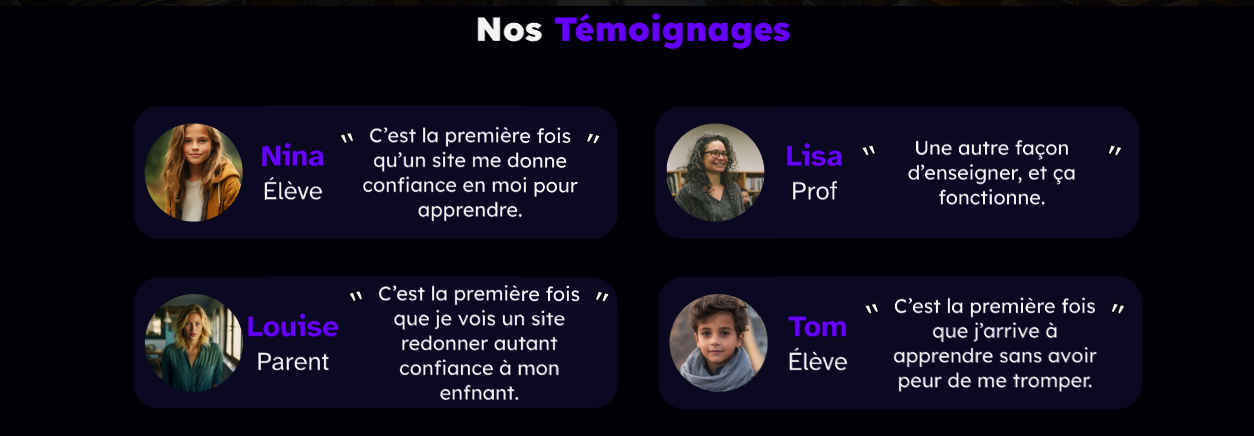 Nos Témoignages
Nina
Élève
" C’est la première fois "
qu’un site me donne
confiance en moi pour
apprendre.
Lisa
Prof
" Une autre façon "
d’enseigner, et ça
fonctionne.
Louise
Parent
" C’est la première fois "
que je vois un site
redonner autant
confiance à mon
enfnant.
Tom
Élève
" C’est la première fois "
que j’arrive à
apprendre sans avoir
peur de me tromper.